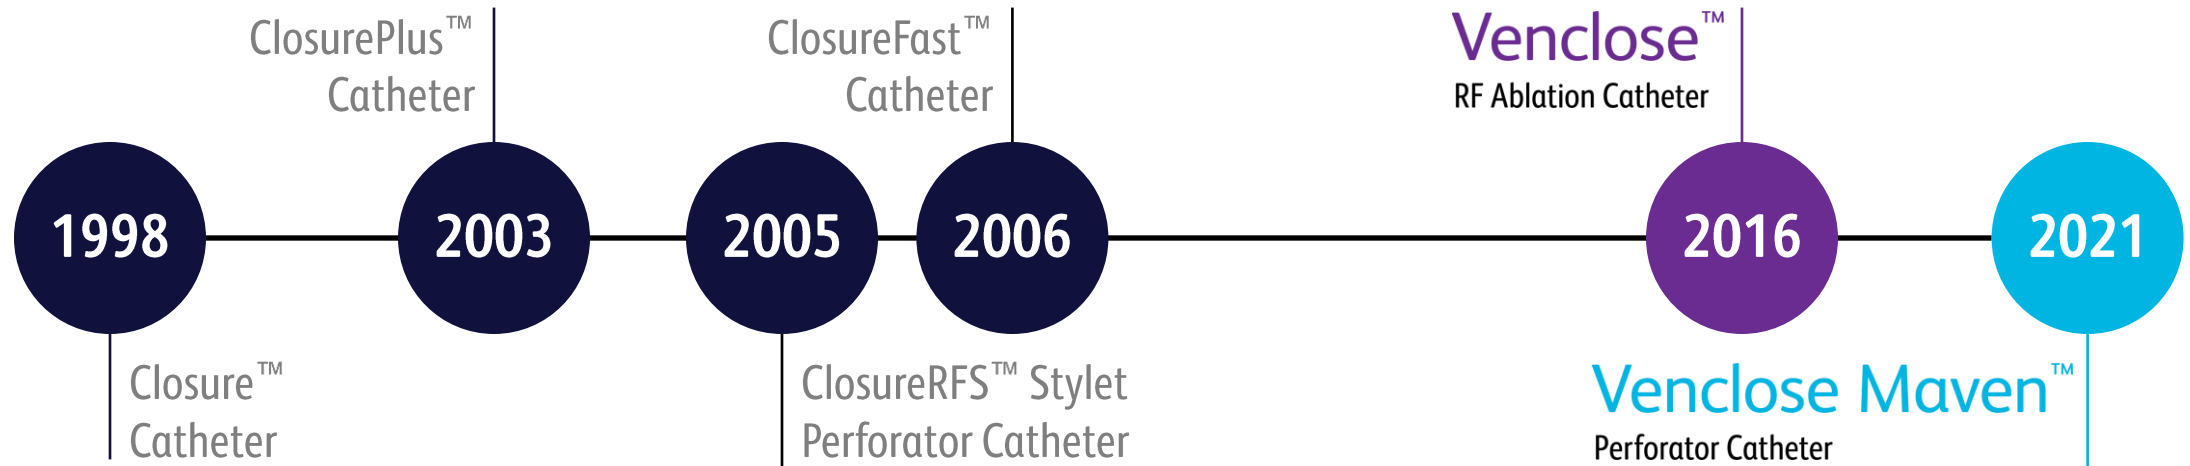 ClosurePlus™
Catheter
ClosureFast™
Catheter
Venclose™
RF Ablation Catheter
1998
2003
2005
2006
2016
2021
Closure™
Catheter
ClosureRFS™ Stylet
Perforator Catheter
Venclose Maven™
Perforator Catheter